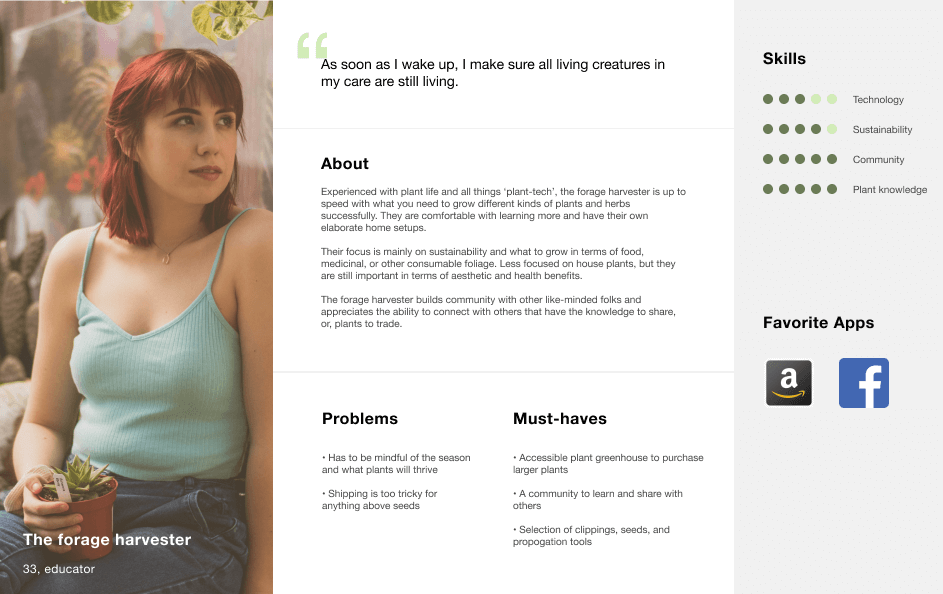 As soon as I wake up, I make sure all living creatures in
my care are still living.
About
Experienced with plant life and all things ‘plant-tech’, the forage harvester is up to
speed with what you need to grow different kinds of plants and herbs
successfully. They are comfortable with learning more and have their own
elaborate home setups.
Their focus is mainly on sustainability and what to grow in terms of food,
medicinal, or other consumable foliage. Less focused on house plants, but they
are still important in terms of aesthetic and health benefits.
The forage harvester builds community with other like-minded folks and
appreciates the ability to connect with others that have the knowledge to share,
or, plants to trade.
Problems
• Has to be mindful of the season
and what plants will thrive
• Shipping is too tricky for
anything above seeds
Must-haves
• Accessible plant greenhouse to purchase
larger plants
• A community to learn and share with
others
• Selection of clippings, seeds, and
propogation tools
Skills
Technology
Sustainability
Community
Plant knowledge
Favorite Apps
a
f
The forage harvester
33, educator